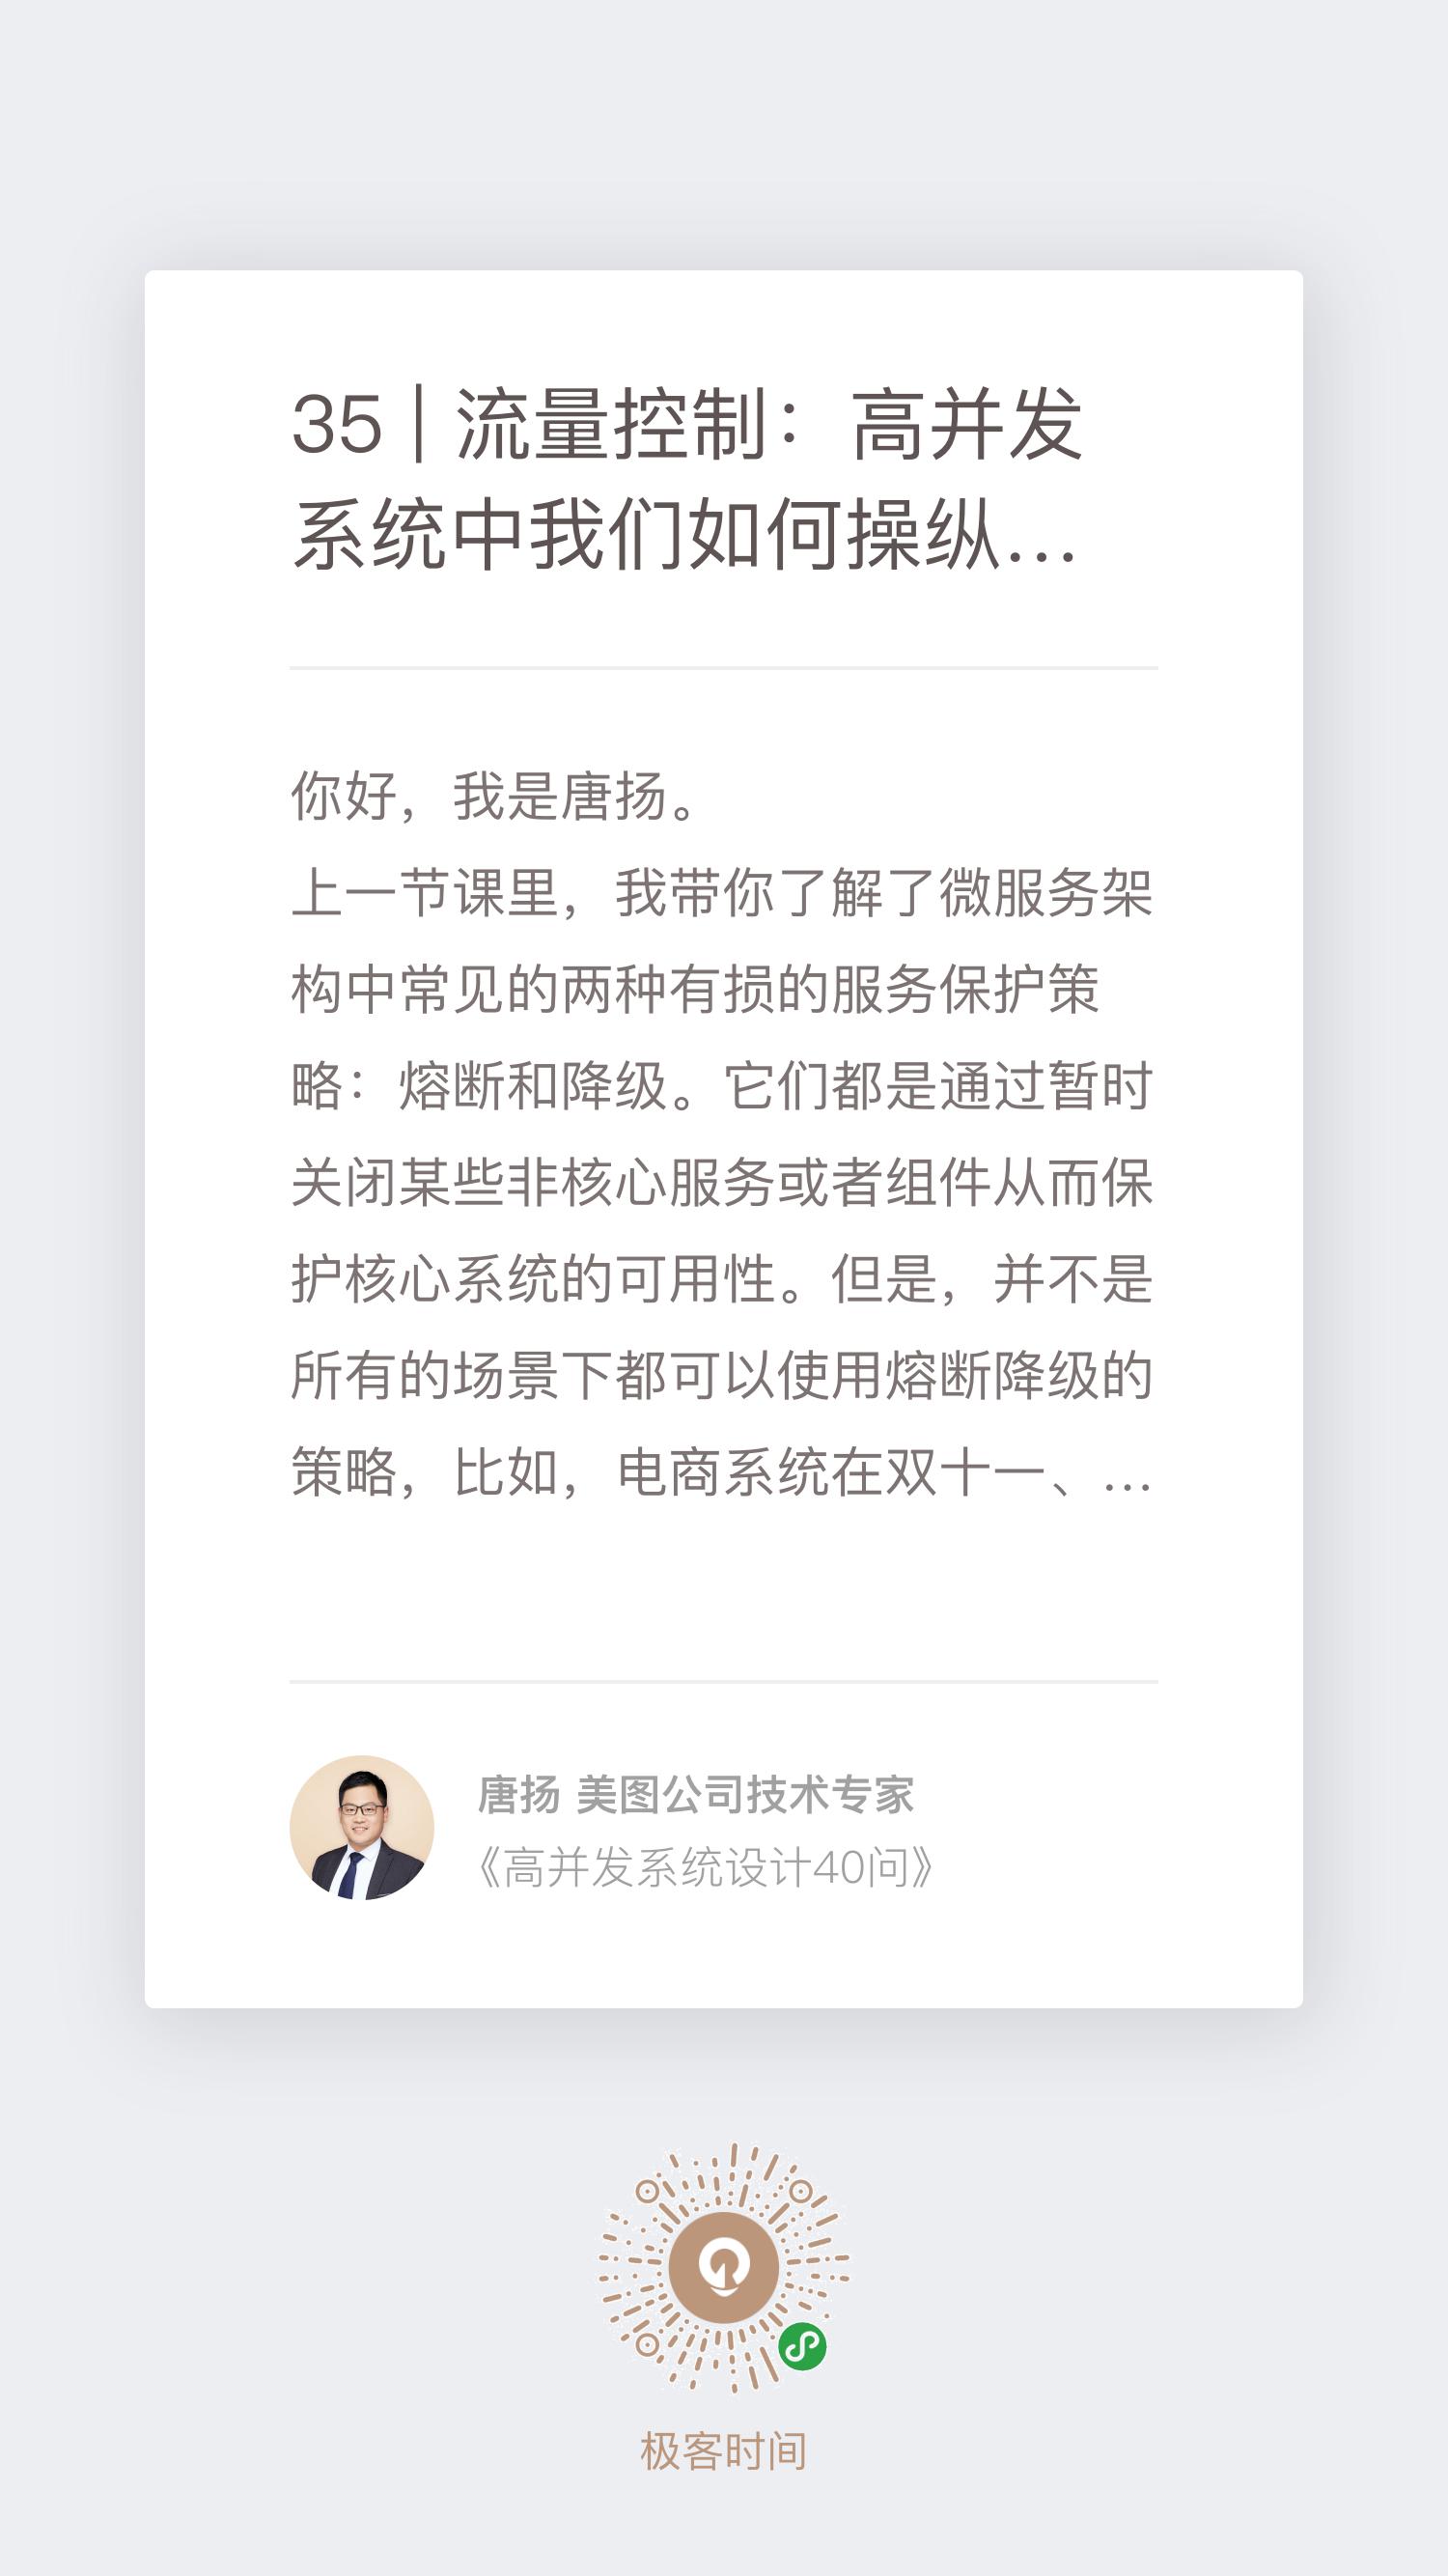 35 | 流量控制：高并发
系统中我们如何操纵...
你好，我是唐扬。
上一节课里，我带你了解了微服务架
构中常见的两种有损的服务保护策
略：熔断和降级。它们都是通过暂时
关闭某些非核心服务或者组件从而保
护核心系统的可用性。但是，并不是
所有的场景下都可以使用熔断降级的
策略，比如，电商系统在双十一、...
唐扬 美图公司技术专家
《高并发系统设计40问》
极客时间